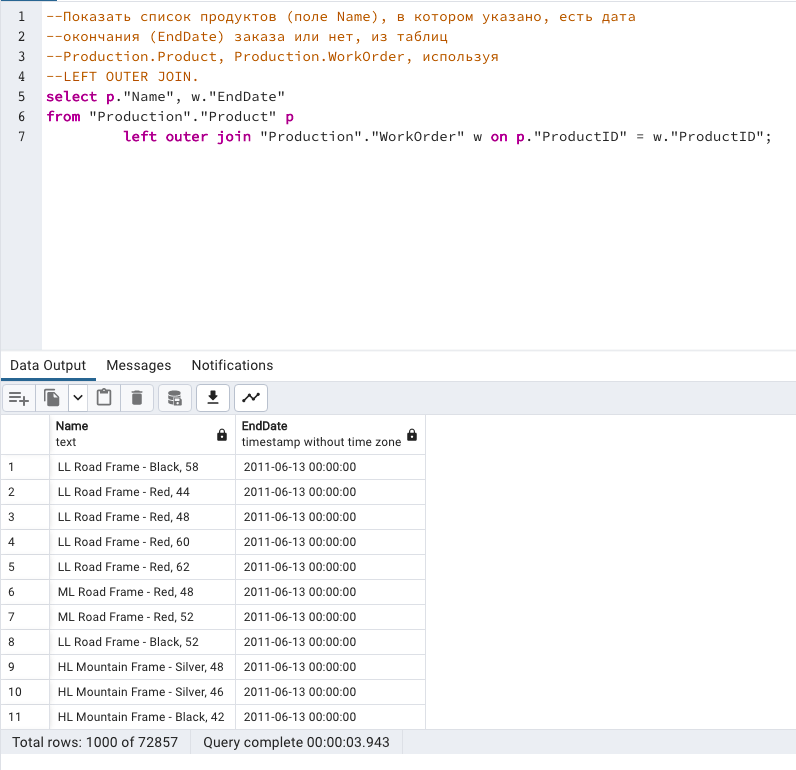 1 --Показать список продуктов (поле Name), в котором указано, есть дата
2 --окончания (EndDate) заказа или нет, из таблиц
3 --Production.Product, Production.WorkOrder, используя
4 --LEFT OUTER JOIN.
5 select p."Name", w."EndDate"
6 from "Production"."Product" p
7 left outer join "Production"."WorkOrder" w on p."ProductID" = w."ProductID";
Data Output Messages Notifications
Name EndDate
text timestamp without time zone
1 LL Road Frame - Black, 58 2011-06-13 00:00:00
2 LL Road Frame - Red, 44 2011-06-13 00:00:00
3 LL Road Frame - Red, 48 2011-06-13 00:00:00
4 LL Road Frame - Red, 60 2011-06-13 00:00:00
5 LL Road Frame - Red, 62 2011-06-13 00:00:00
6 ML Road Frame - Red, 48 2011-06-13 00:00:00
7 ML Road Frame - Red, 52 2011-06-13 00:00:00
8 LL Road Frame - Black, 52 2011-06-13 00:00:00
9 HL Mountain Frame - Silver, 48 2011-06-13 00:00:00
10 HL Mountain Frame - Silver, 46 2011-06-13 00:00:00
11 HL Mountain Frame - Black, 42 2011-06-13 00:00:00
Total rows: 1000 of 72857 Query complete 00:00:03.943